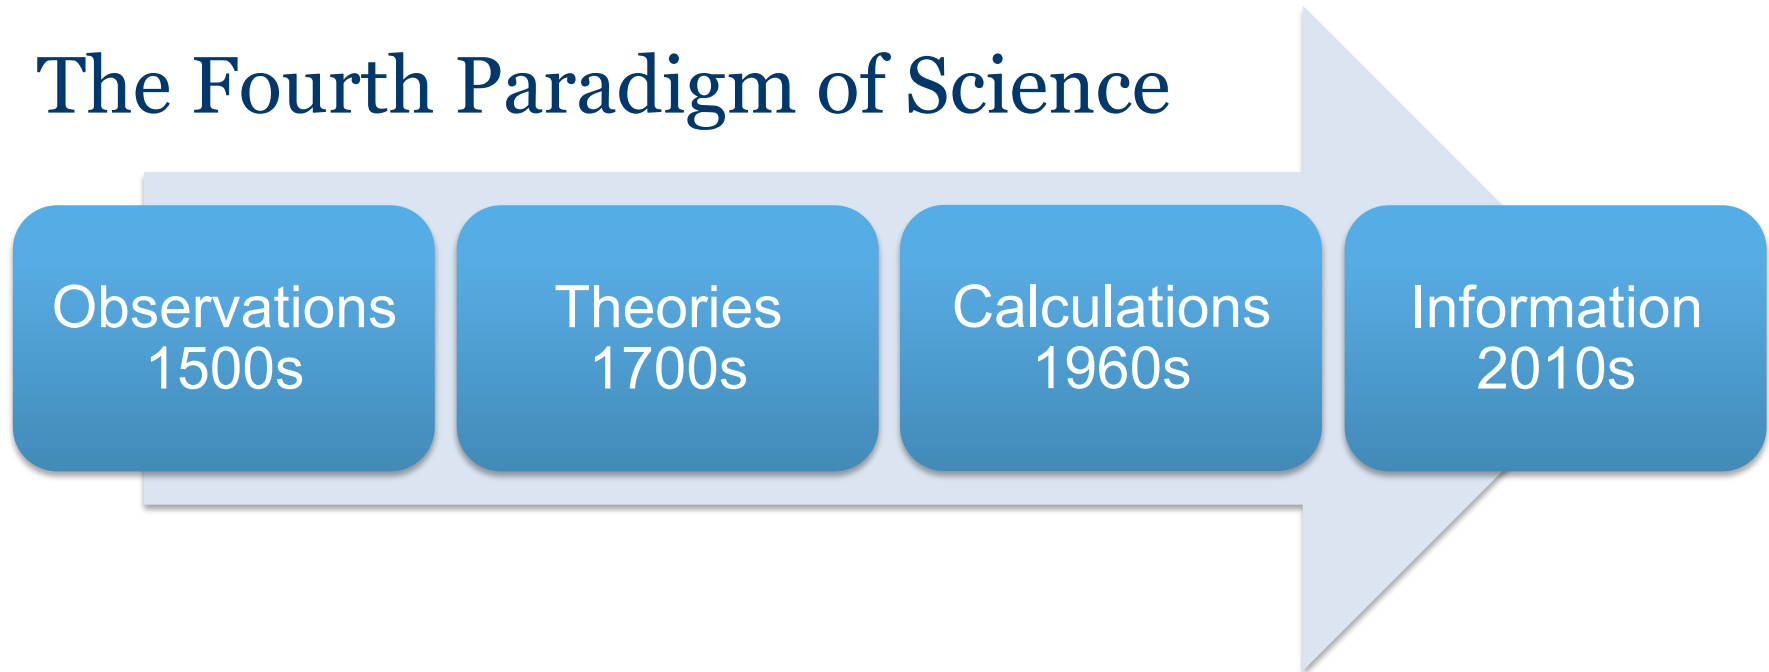 The Fourth Paradigm of Science
Observations
1500s
Theories
1700s
Calculations
1960s
Information
2010s